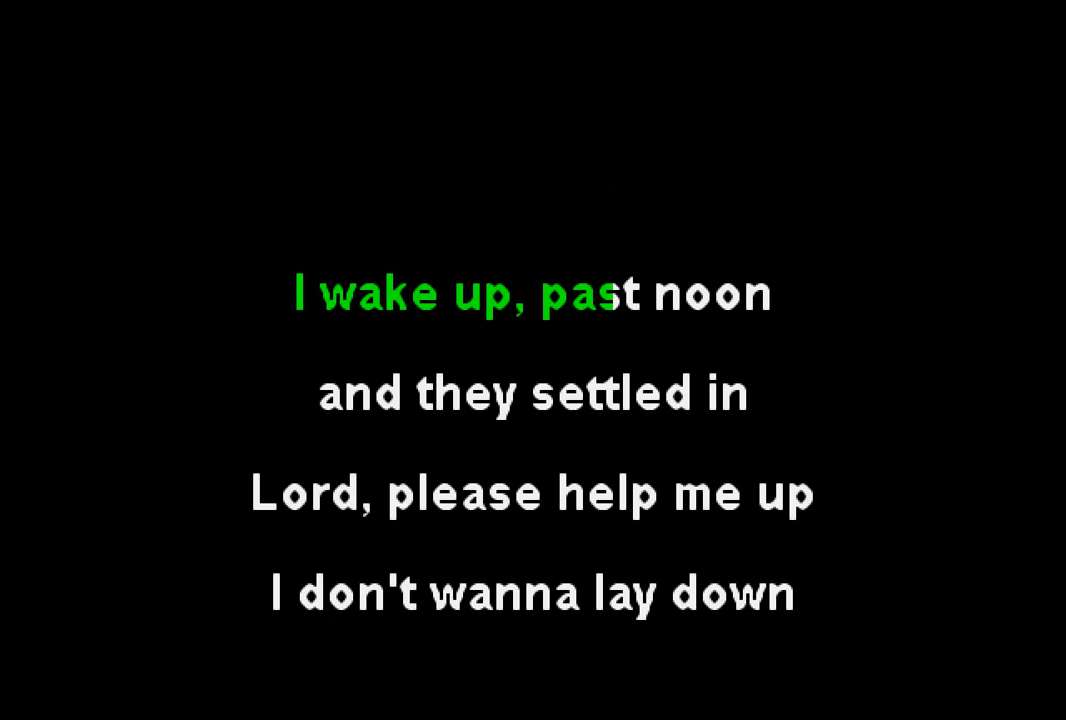 I wake up, past noon
and they settled in
Lord, please help me up
I don't wanna lay down